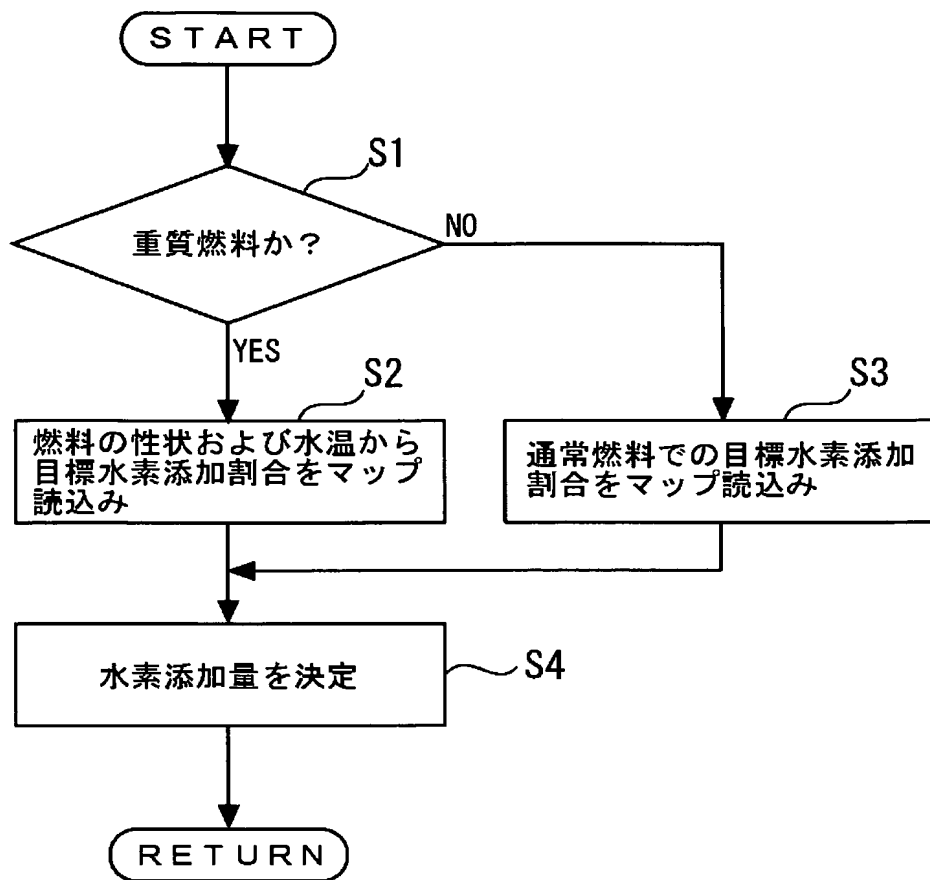 START
S1
重質燃料か？
NO
YES
S2
燃料の性状および水温から
目標水素添加割合をマップ
読込み
S3
通常燃料での目標水素添加
割合をマップ読込み
水素添加量を決定
S4
RETURN